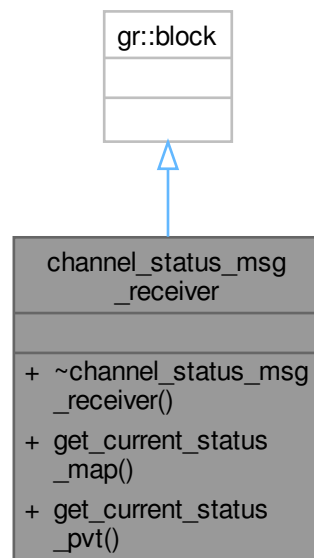 gr::block
channel_status_msg
_receiver
+ ~channel_status_msg
_receiver()
+ get_current_status
_map()
+ get_current_status
_pvt()